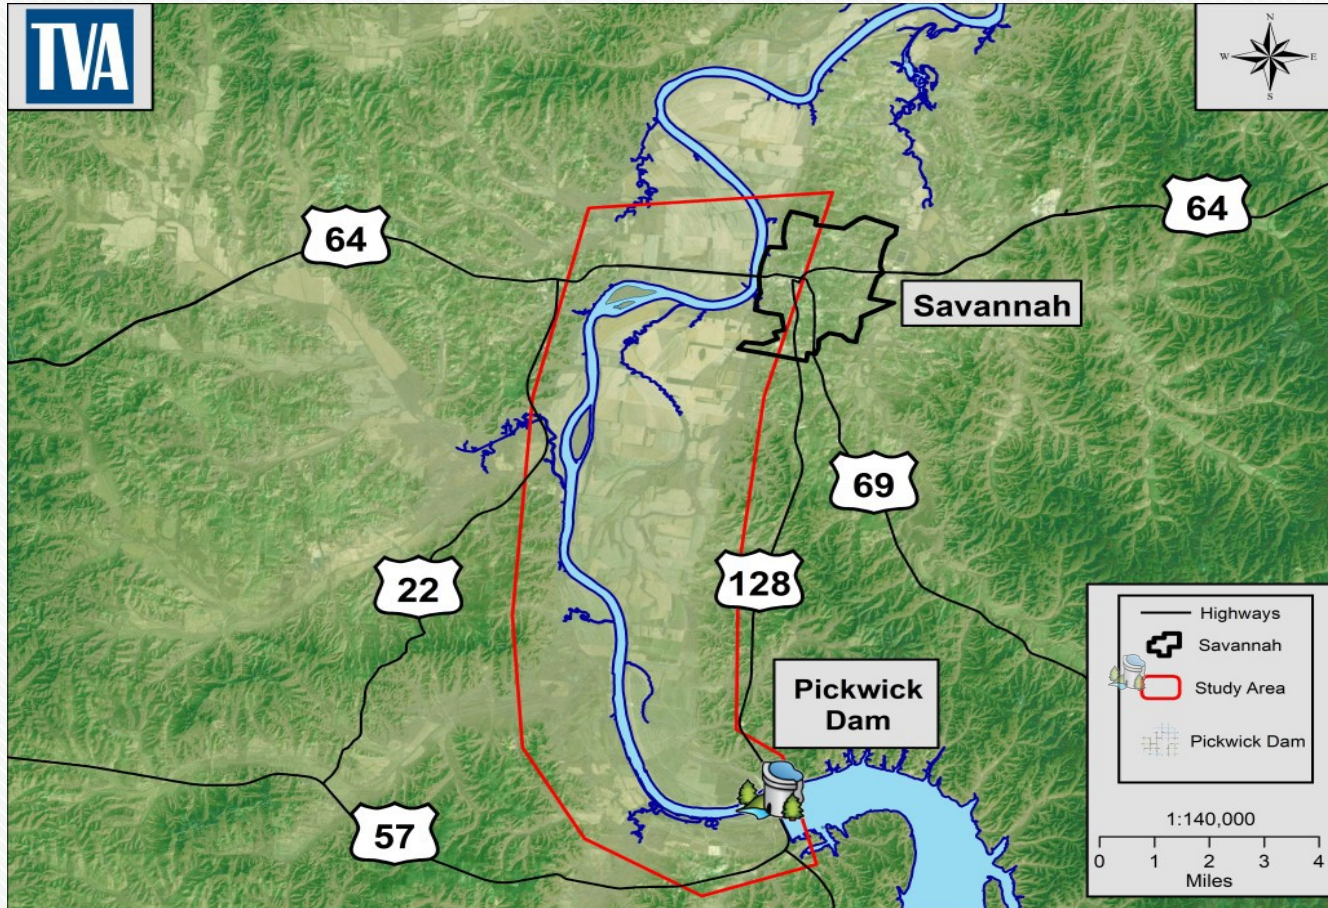 TVA
N
W E
S
64
64
Savannah
69
22
128
Pickwick
Dam
57
Highways
Savannah
Study Area
Pickwick Dam
1:140,000
0 1 2 3 4
Miles